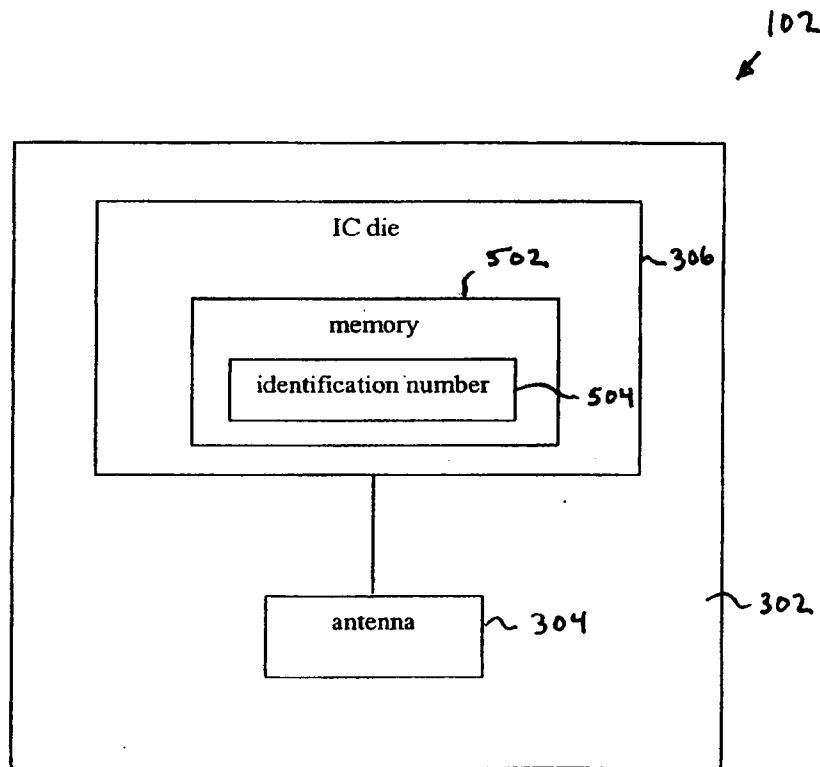 102
IC die
306
502
memory
identification number
504
antenna
304
302